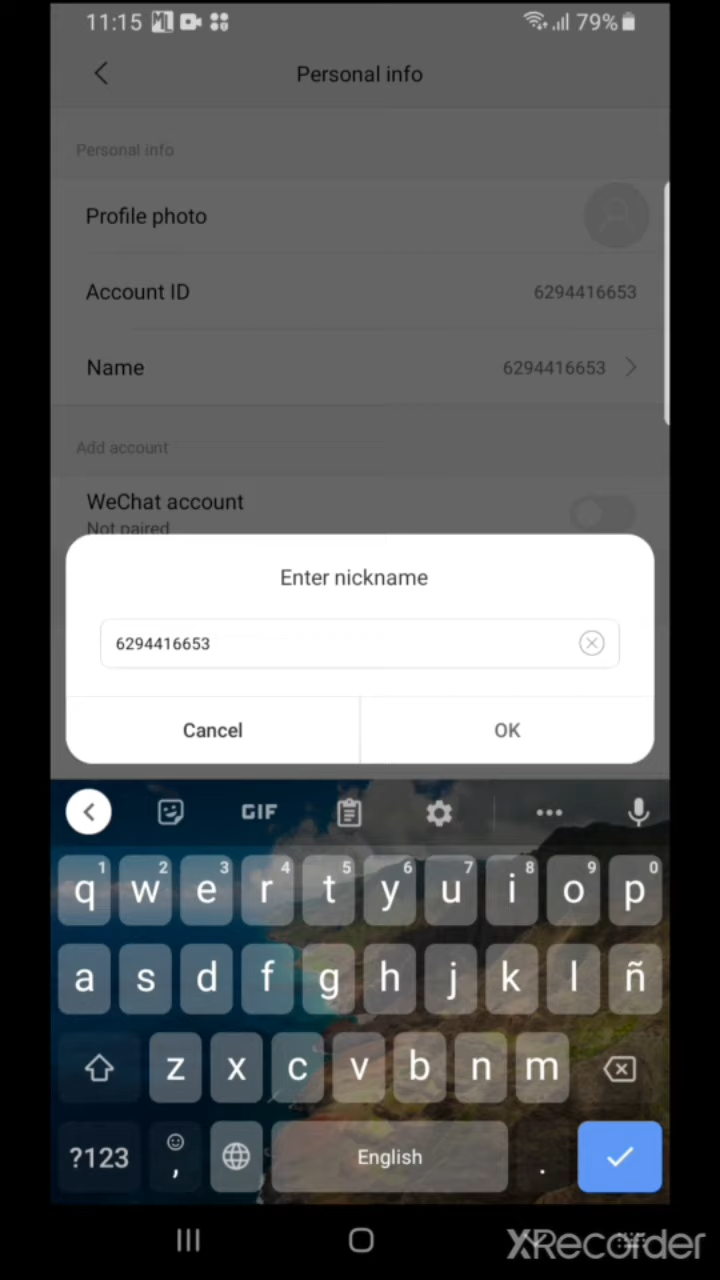 11:15 79%
Personal info
Personal info
Profile photo
Account ID 6294416653
Name 6294416653
Add account
WeChat account
Not paired
Enter nickname
6294416653
Cancel OK
GIF
1 2 3 4 5 6 7 8 9 0
q w e r t y u i o p
a s d f g h j k l ñ
z x c v b n m
?123 , English .
XRecorder